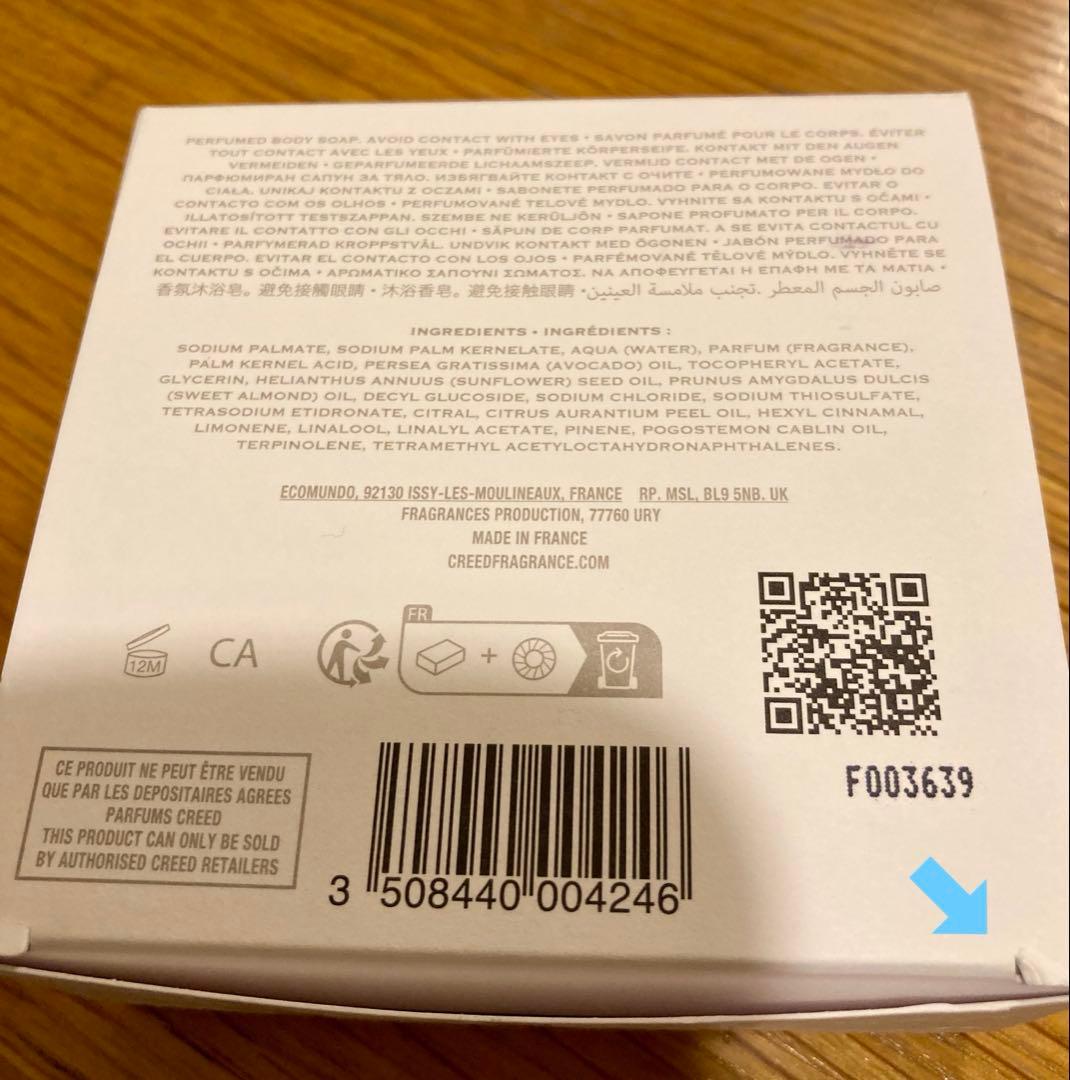 PERFUMED BODY SOAP. AVOID CONTACT WITH EYES • SAVON PARFUMÉ POUR LE CORPS. ÉVITER
TOUT CONTACT AVEC LES YEUX • PARFÜMIERTE KÖRPERSEIFE. KONTAKT MIT DEN AUGEN
VERMEIDEN • GEPARFUMEERDE LICHAAMSZEEP. VERMIJD CONTACT MET DE OGEN •
ПАРФЮМИРАН САПУН ЗА ТЯЛО. ИЗБЯГВАЙТЕ КОНТАКТ С ОЧИТЕ • PERFUMOWANE MYDŁO DO
CIAŁA. UNIKAJ KONTAKTU Z OCZAMI • SABONETE PERFUMADO PARA O CORPO. EVITAR O
CONTACTO COM OS OLHOS • PERFUMOVANÉ TELOVÉ MYDLO. VYHNITE SA KONTAKTU S OČAMI •
ILLATOSÍTOTT TESTSZAPPAN. SZEMBE NE KERÜLJÖN • SAPONE PROFUMATO PER IL CORPO.
EVITARE IL CONTATTO CON GLI OCCHI • SĂPUN DE CORP PARFUMAT. A SE EVITA CONTACTUL CU
OCHII • PARFYMERAD KROPPSTVÅL. UNDVIK KONTAKT MED ÖGONEN • JABÓN PERFUMADO PARA
EL CUERPO. EVITAR EL CONTACTO CON LOS OJOS • PARFÉMOVANÉ TĚLOVÉ MÝDLO. VYHNĚTE SE
KONTAKTU S OČIMA • ΑΡΩΜΑΤΙΚΟ ΣΑΠΟΥΝΙ ΣΩΜΑΤΟΣ. ΝΑ ΑΠΟΦΕΥΓΕΤΑΙ Η ΕΠΑΦΗ ΜΕ ΤΑ ΜΑΤΙΑ •
香氛沐浴皂。避免接觸眼睛 • 沐浴香皂。避免接触眼睛 • صابون الجسم المعطر. تجنب ملامسة العينين
INGREDIENTS • INGRÉDIENTS :
SODIUM PALMATE, SODIUM PALM KERNELATE, AQUA (WATER), PARFUM (FRAGRANCE),
PALM KERNEL ACID, PERSEA GRATISSIMA (AVOCADO) OIL, TOCOPHERYL ACETATE,
GLYCERIN, HELIANTHUS ANNUUS (SUNFLOWER) SEED OIL, PRUNUS AMYGDALUS DULCIS
(SWEET ALMOND) OIL, DECYL GLUCOSIDE, SODIUM CHLORIDE, SODIUM THIOSULFATE,
TETRASODIUM ETIDRONATE, CITRAL, CITRUS AURANTIUM PEEL OIL, HEXYL CINNAMAL,
LIMONENE, LINALOOL, LINALYL ACETATE, PINENE, POGOSTEMON CABLIN OIL,
TERPINOLENE, TETRAMETHYL ACETYLOCTAHYDRONAPHTHALENES.
ECOMUNDO, 92130 ISSY-LES-MOULINEAUX, FRANCE RP. MSL, BL9 5NB. UK
FRAGRANCES PRODUCTION, 77760 URY
MADE IN FRANCE
CREEDFRAGRANCE.COM
FR
12M CA +
F003639
CE PRODUIT NE PEUT ÊTRE VENDU
QUE PAR LES DEPOSITAIRES AGREES
PARFUMS CREED
THIS PRODUCT CAN ONLY BE SOLD
BY AUTHORISED CREED RETAILERS
3 508440 004246